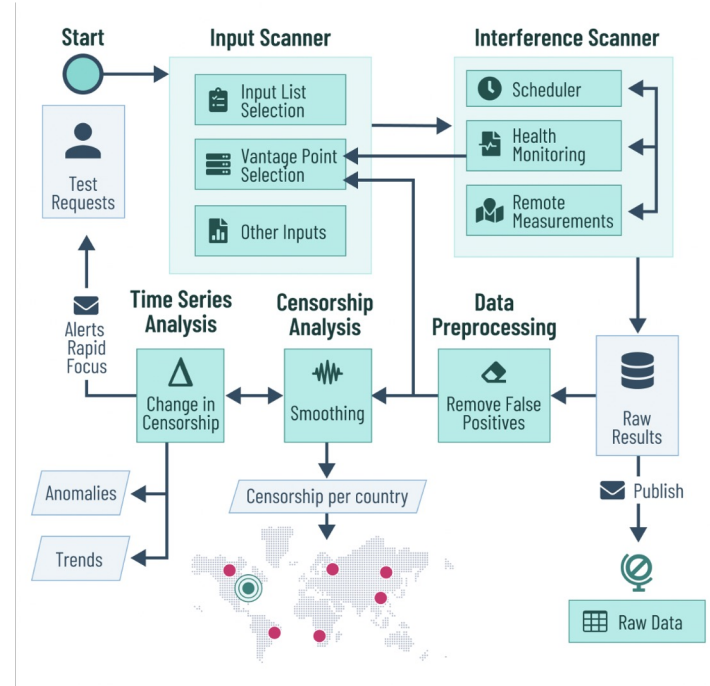 Start
Input Scanner
Interference Scanner
Input List
Selection
Vantage Point
Selection
Other Inputs
Scheduler
Health
Monitoring
Remote
Measurements
Test
Requests
Alerts
Rapid
Focus
Time Series
Analysis
Censorship
Analysis
Data
Preprocessing
Change in
Censorship
Smoothing
Remove False
Positives
Raw
Results
Anomalies
Trends
Censorship per country
Publish
Raw Data